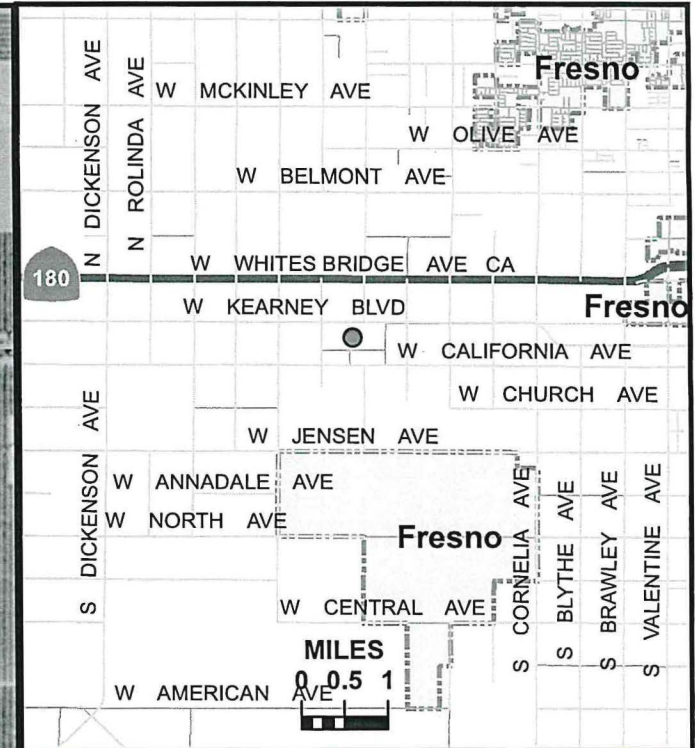 Fresno
W MCKINLEY AVE
N DICKENSON AVE
N ROLINDA AVE
W OLIVE AVE
W BELMONT AVE
W WHITES BRIDGE AVE CA
180
W KEARNEY BLVD
Fresno
W CALIFORNIA AVE
W CHURCH AVE
S DICKENSON AVE
W JENSEN AVE
W ANNADALE AVE
W NORTH AVE
Fresno
S CORNELIA AVE
S BLYTHE AVE
S BRAWLEY AVE
S VALENTINE AVE
W CENTRAL AVE
MILES
0 0.5 1
W AMERICAN AVE